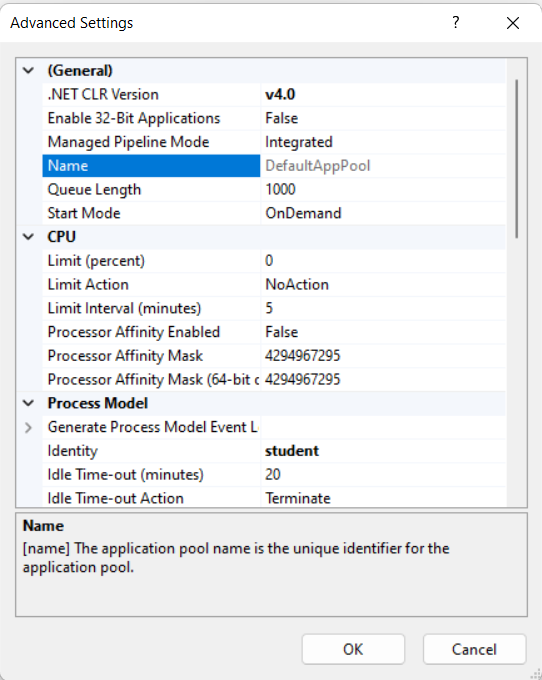 Advanced Settings ? ×
(General)
.NET CLR Version v4.0
Enable 32-Bit Applications False
Managed Pipeline Mode Integrated
Name DefaultAppPool
Queue Length 1000
Start Mode OnDemand
CPU
Limit (percent) 0
Limit Action NoAction
Limit Interval (minutes) 5
Processor Affinity Enabled False
Processor Affinity Mask 4294967295
Processor Affinity Mask (64-bit o 4294967295
Process Model
Generate Process Model Event L
Identity student
Idle Time-out (minutes) 20
Idle Time-out Action Terminate
Name
[name] The application pool name is the unique identifier for the
application pool.
OK Cancel